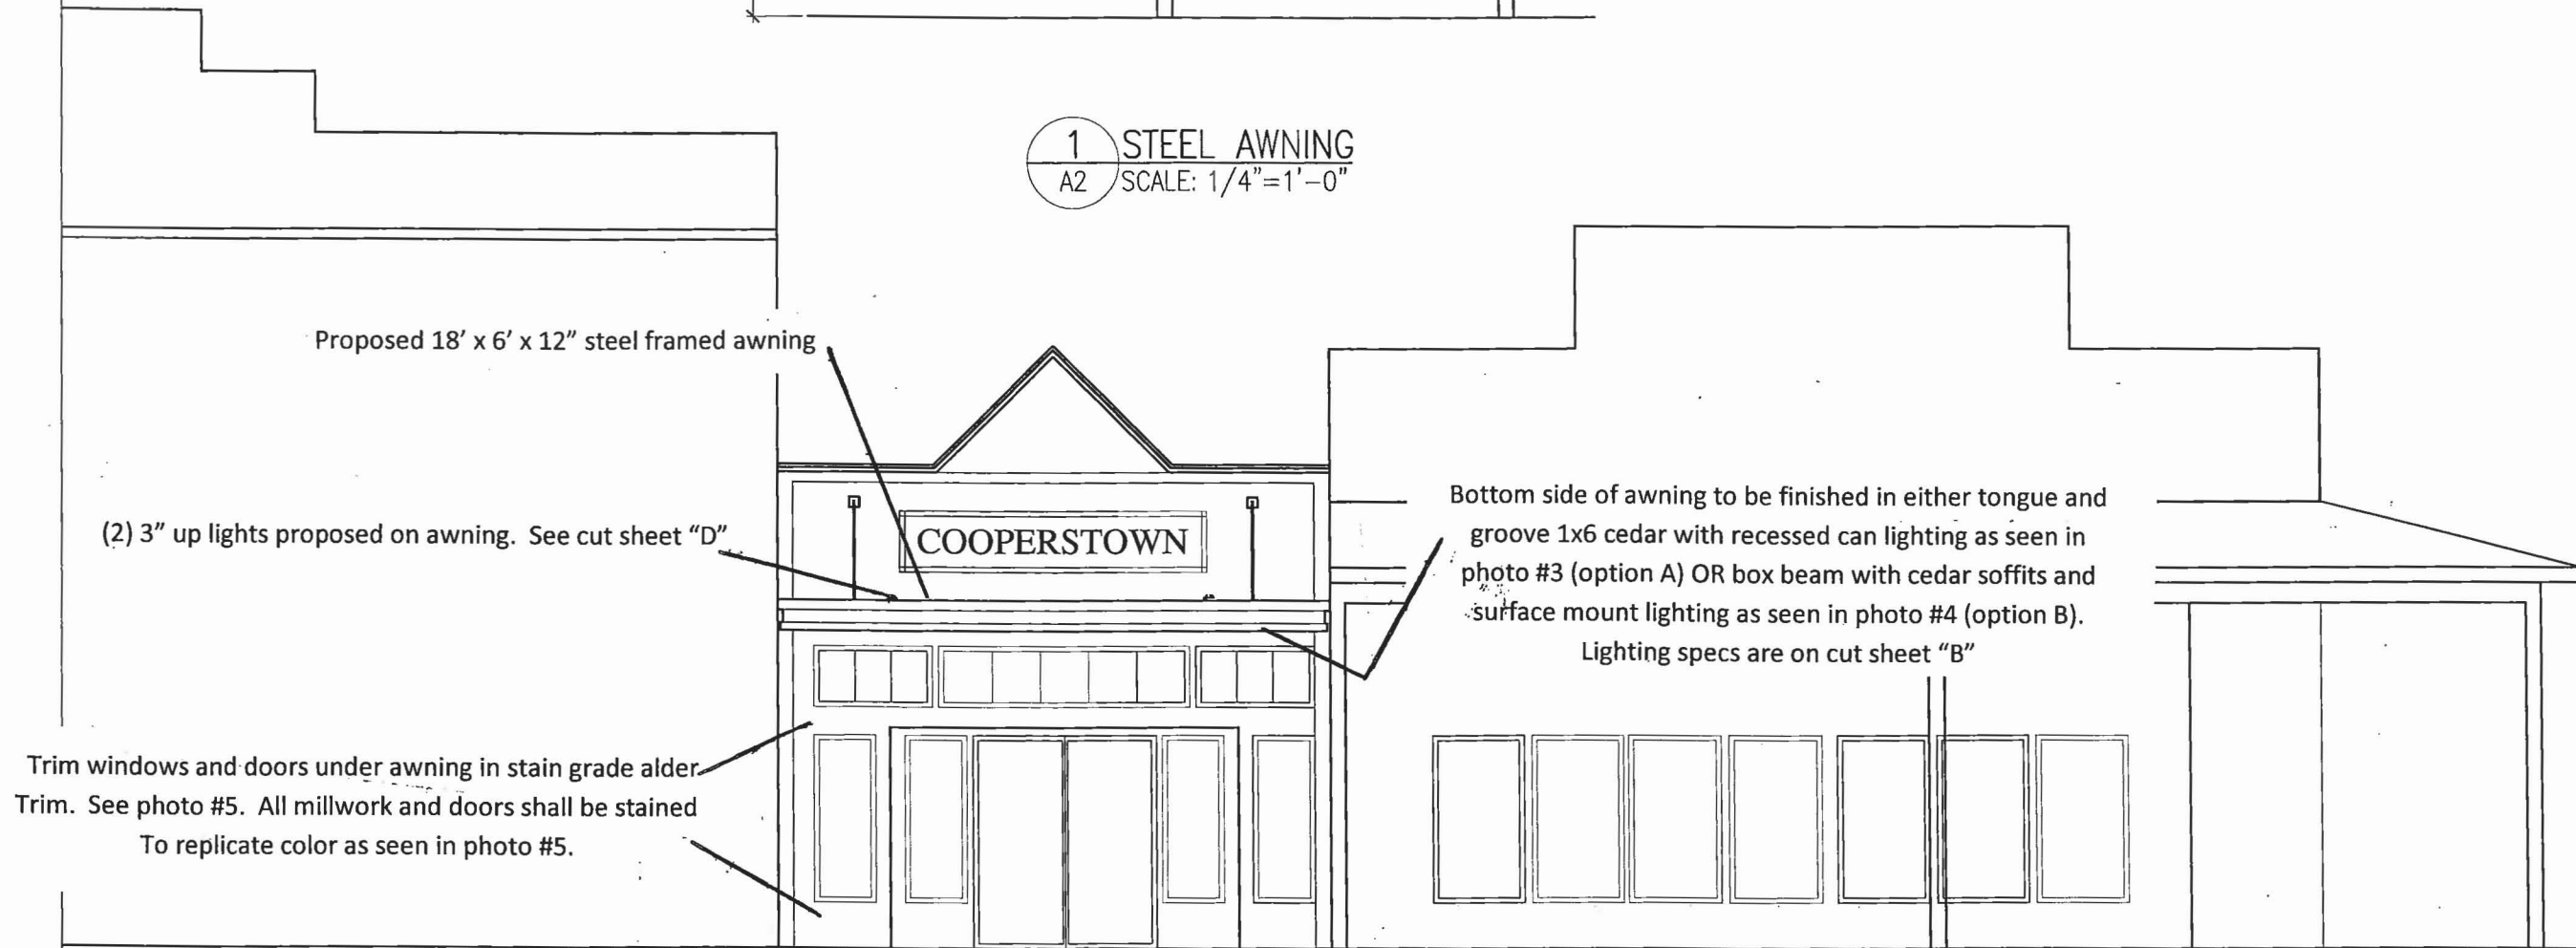 1 STEEL AWNING
A2 SCALE: 1/4"=1'-0"
Proposed 18' x 6' x 12" steel framed awning
(2) 3" up lights proposed on awning. See cut sheet "D"
COOPERSTOWN
Bottom side of awning to be finished in either tongue and
groove 1x6 cedar with recessed can lighting as seen in
photo #3 (option A) OR box beam with cedar soffits and
surface mount lighting as seen in photo #4 (option B).
Lighting specs are on cut sheet "B"
Trim windows and doors under awning in stain grade alder
Trim. See photo #5. All millwork and doors shall be stained
To replicate color as seen in photo #5.